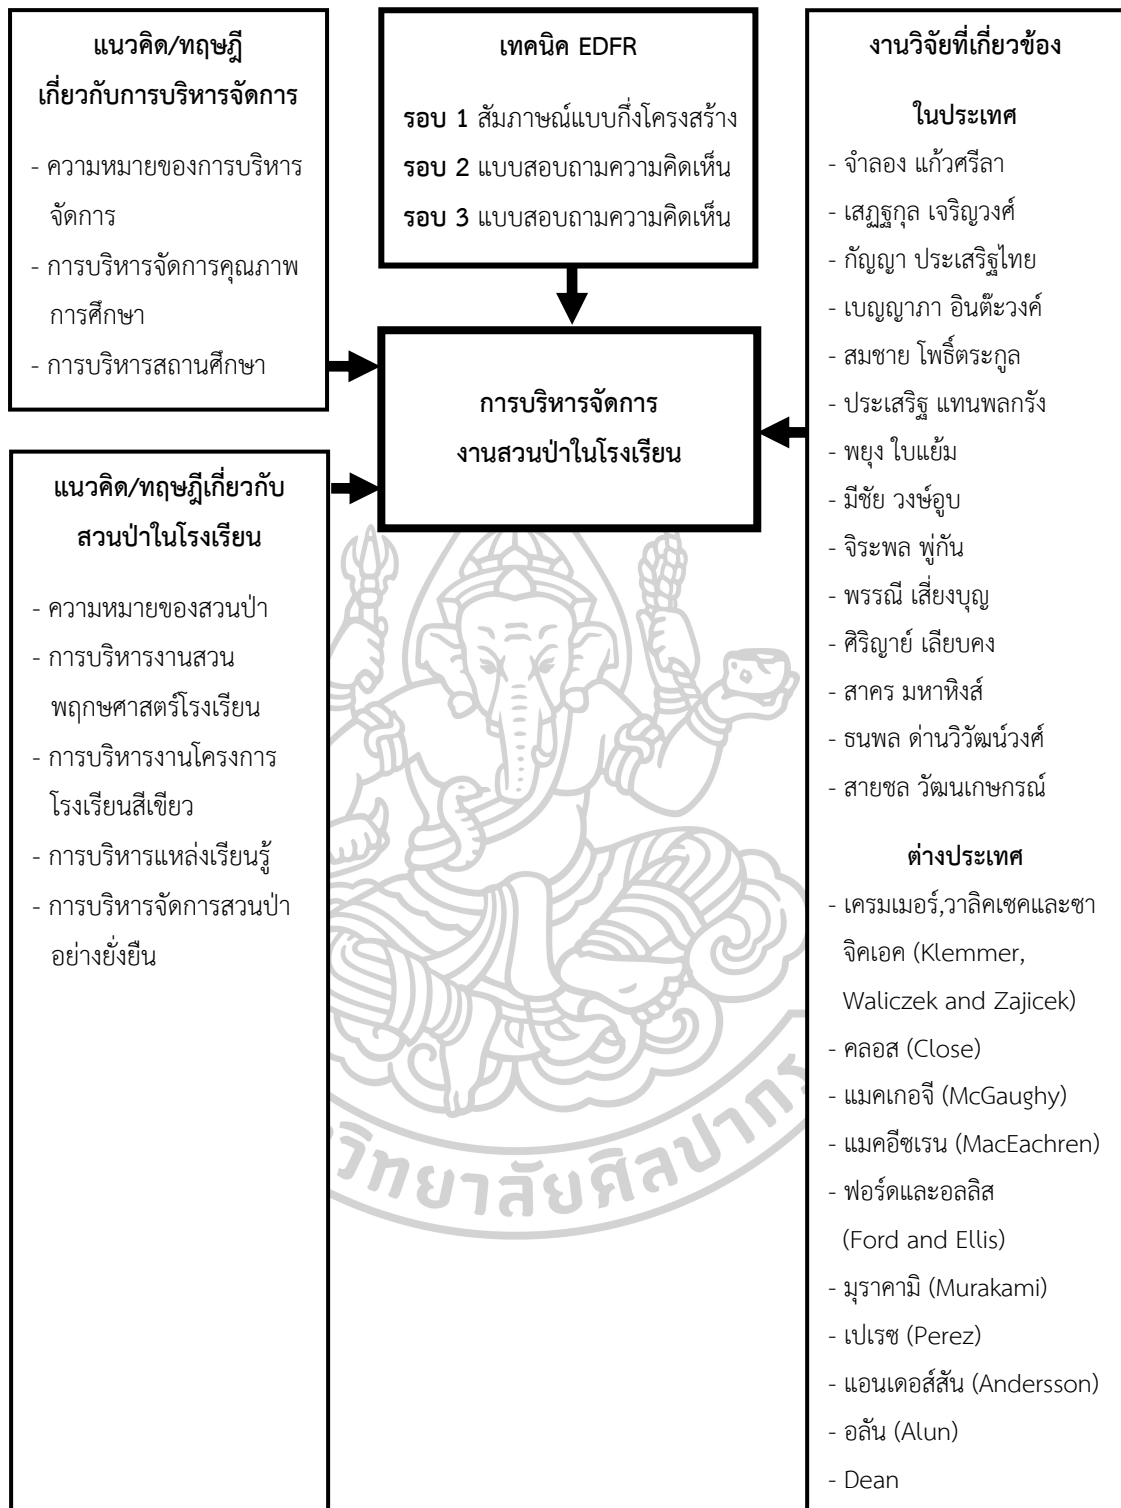 แนวคิด/ทฤษฎี
เกี่ยวกับการบริหารจัดการ
- ความหมายของการบริหาร
จัดการ
- การบริหารจัดการคุณภาพ
การศึกษา
- การบริหารสถานศึกษา
แนวคิด/ทฤษฎีเกี่ยวกับ
สวนป่าในโรงเรียน
- ความหมายของสวนป่า
- การบริหารงานสวน
พฤกษศาสตร์โรงเรียน
- การบริหารงานโครงการ
โรงเรียนสีเขียว
- การบริหารแหล่งเรียนรู้
- การบริหารจัดการสวนป่า
อย่างยั่งยืน
เทคนิค EDFR
รอบ 1 สัมภาษณ์แบบกึ่งโครงสร้าง
รอบ 2 แบบสอบถามความคิดเห็น
รอบ 3 แบบสอบถามความคิดเห็น
การบริหารจัดการ
งานสวนป่าในโรงเรียน
งานวิจัยที่เกี่ยวข้อง
ในประเทศ
- จำลอง แก้วศรีลา
- เสฏฐกุล เจริญวงศ์
- กัญญา ประเสริฐไทย
- เบญญาภา อินต๊ะวงค์
- สมชาย โพธิ์ตระกูล
- ประเสริฐ แทนพลกรัง
- พยุง ใบแย้ม
- มีชัย วงษ์อูบ
- จิระพล พู่กัน
- พรรณี เสี่ยงบุญ
- ศิริญาย์ เลียบคง
- สาคร มหาหิงส์
- ธนพล ด่านวิวัฒน์วงศ์
- สายชล วัฒนเกษกรณ์
ต่างประเทศ
- เครมเมอร์,วาลิคเซคและซา
จิคเอค (Klemmer,
Waliczek and Zajicek)
- คลอส (Close)
- แมคเกอจี (McGaughy)
- แมคอีซเรน (MacEachren)
- ฟอร์ดและอลลิส
(Ford and Ellis)
- มุราคามิ (Murakami)
- เปเรซ (Perez)
- แอนเดอส์สัน (Andersson)
- อลัน (Alun)
- Dean
วิทยาลัยศิลปาก